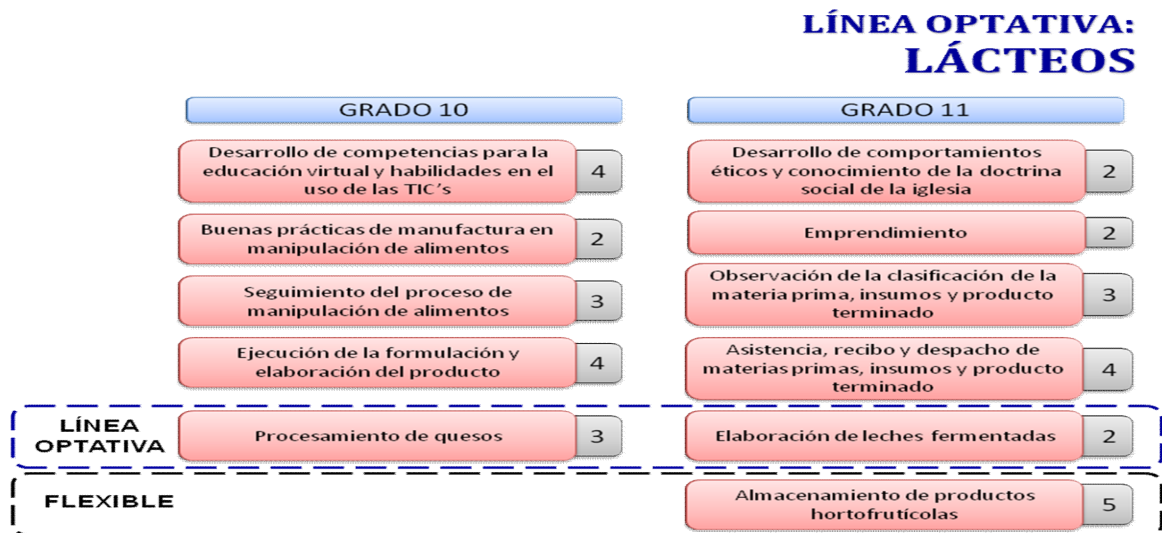 LÍNEA OPTATIVA:
LÁCTEOS
GRADO 10
Desarrollo de competencias para la
educación virtual y habilidades en el
uso de las TIC's
4
Buenas prácticas de manufactura en
manipulación de alimentos
2
Seguimiento del proceso de
manipulación de alimentos
3
Ejecución de la formulación y
elaboración del producto
4
GRADO 11
Desarrollo de comportamientos
éticos y conocimiento de la doctrina
social de la iglesia
2
Emprendimiento
2
Observación de la clasificación de la
materia prima, insumos y producto
terminado
3
Asistencia, recibo y despacho de
materias primas, insumos y producto
terminado
4
LÍNEA
OPTATIVA
Procesamiento de quesos
3
Elaboración de leches fermentadas
2
FLEXIBLE
Almacenamiento de productos
hortofrutícolas
5